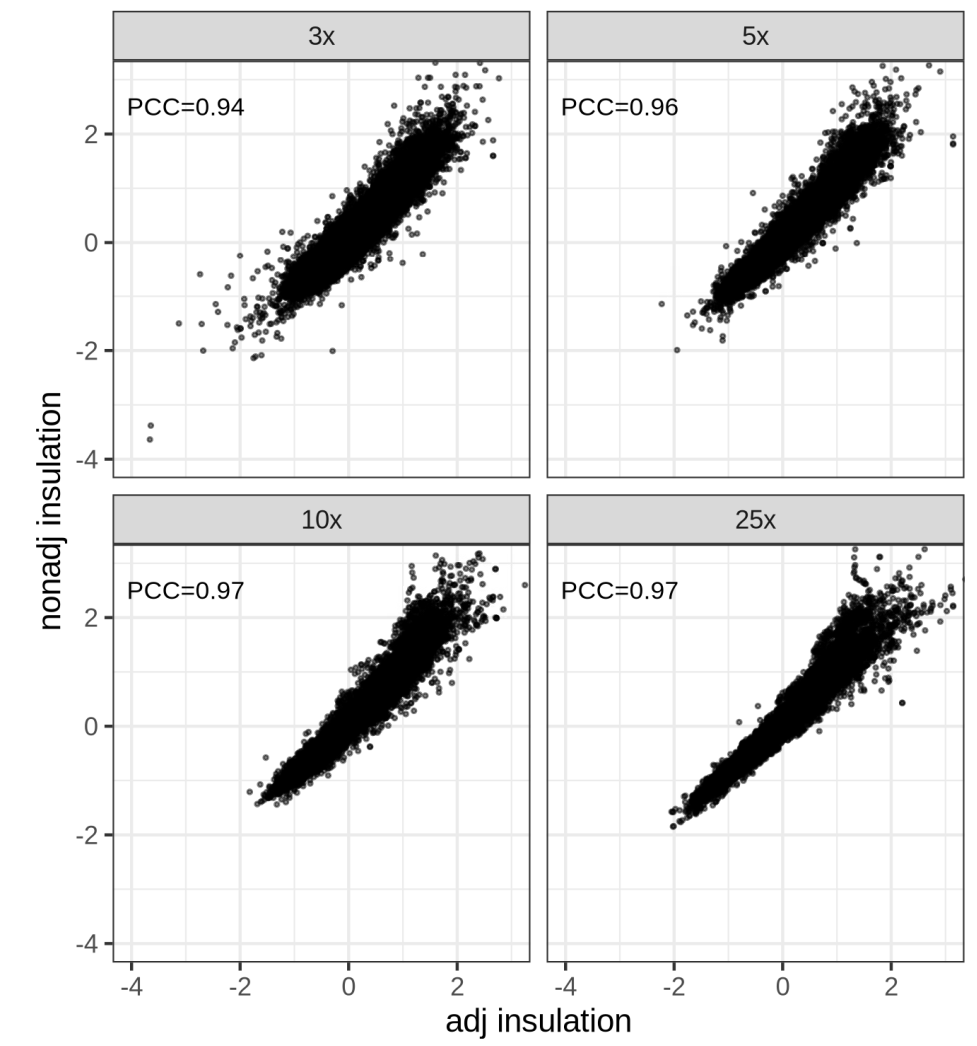 3x
5x
PCC=0.94
PCC=0.96
2
0
-2
-4
10x
25x
PCC=0.97
PCC=0.97
2
0
-2
-4
-4
-2
0
2
-4
-2
0
2
adj insulation
nonadj insulation